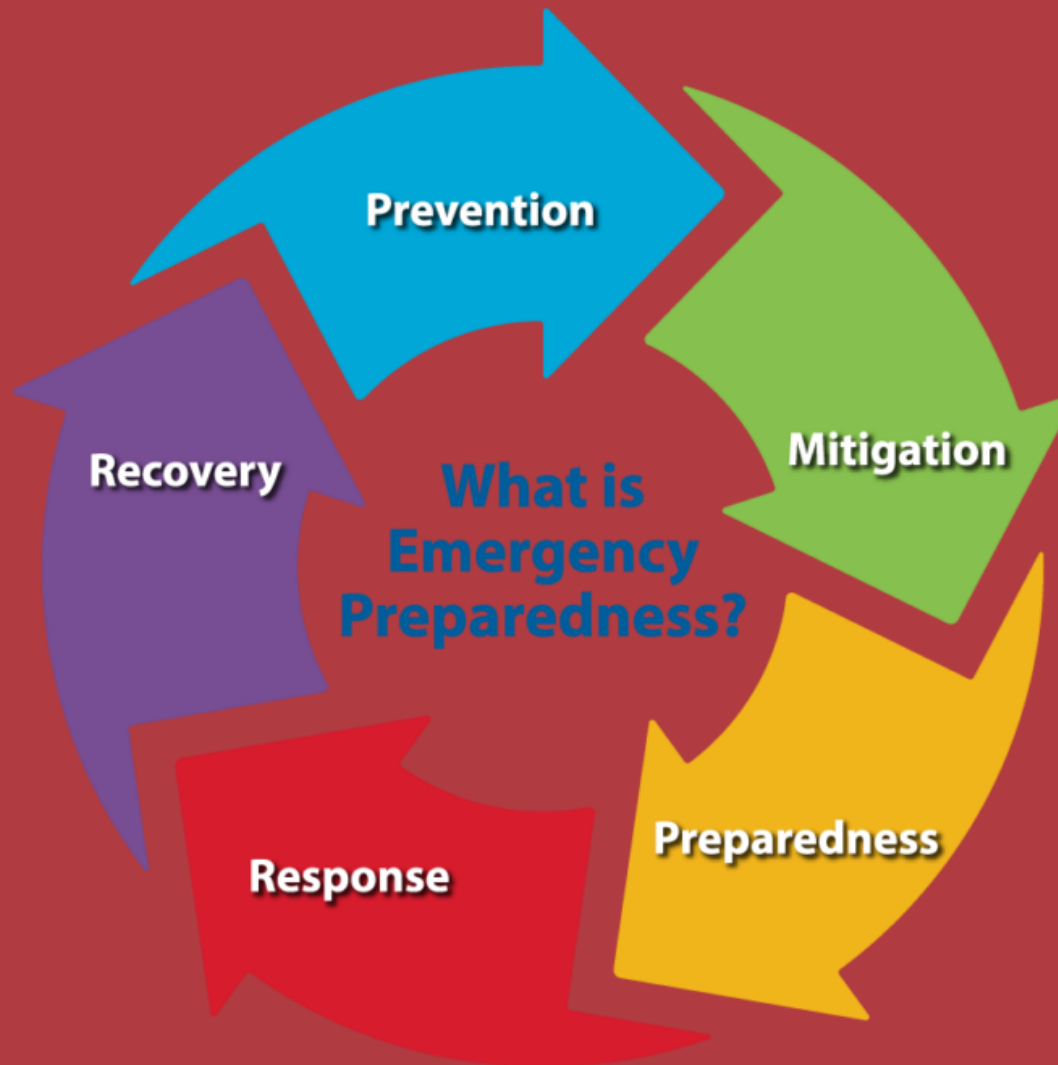 Prevention
Mitigation
Recovery
What is
Emergency
Preparedness?
Preparedness
Response